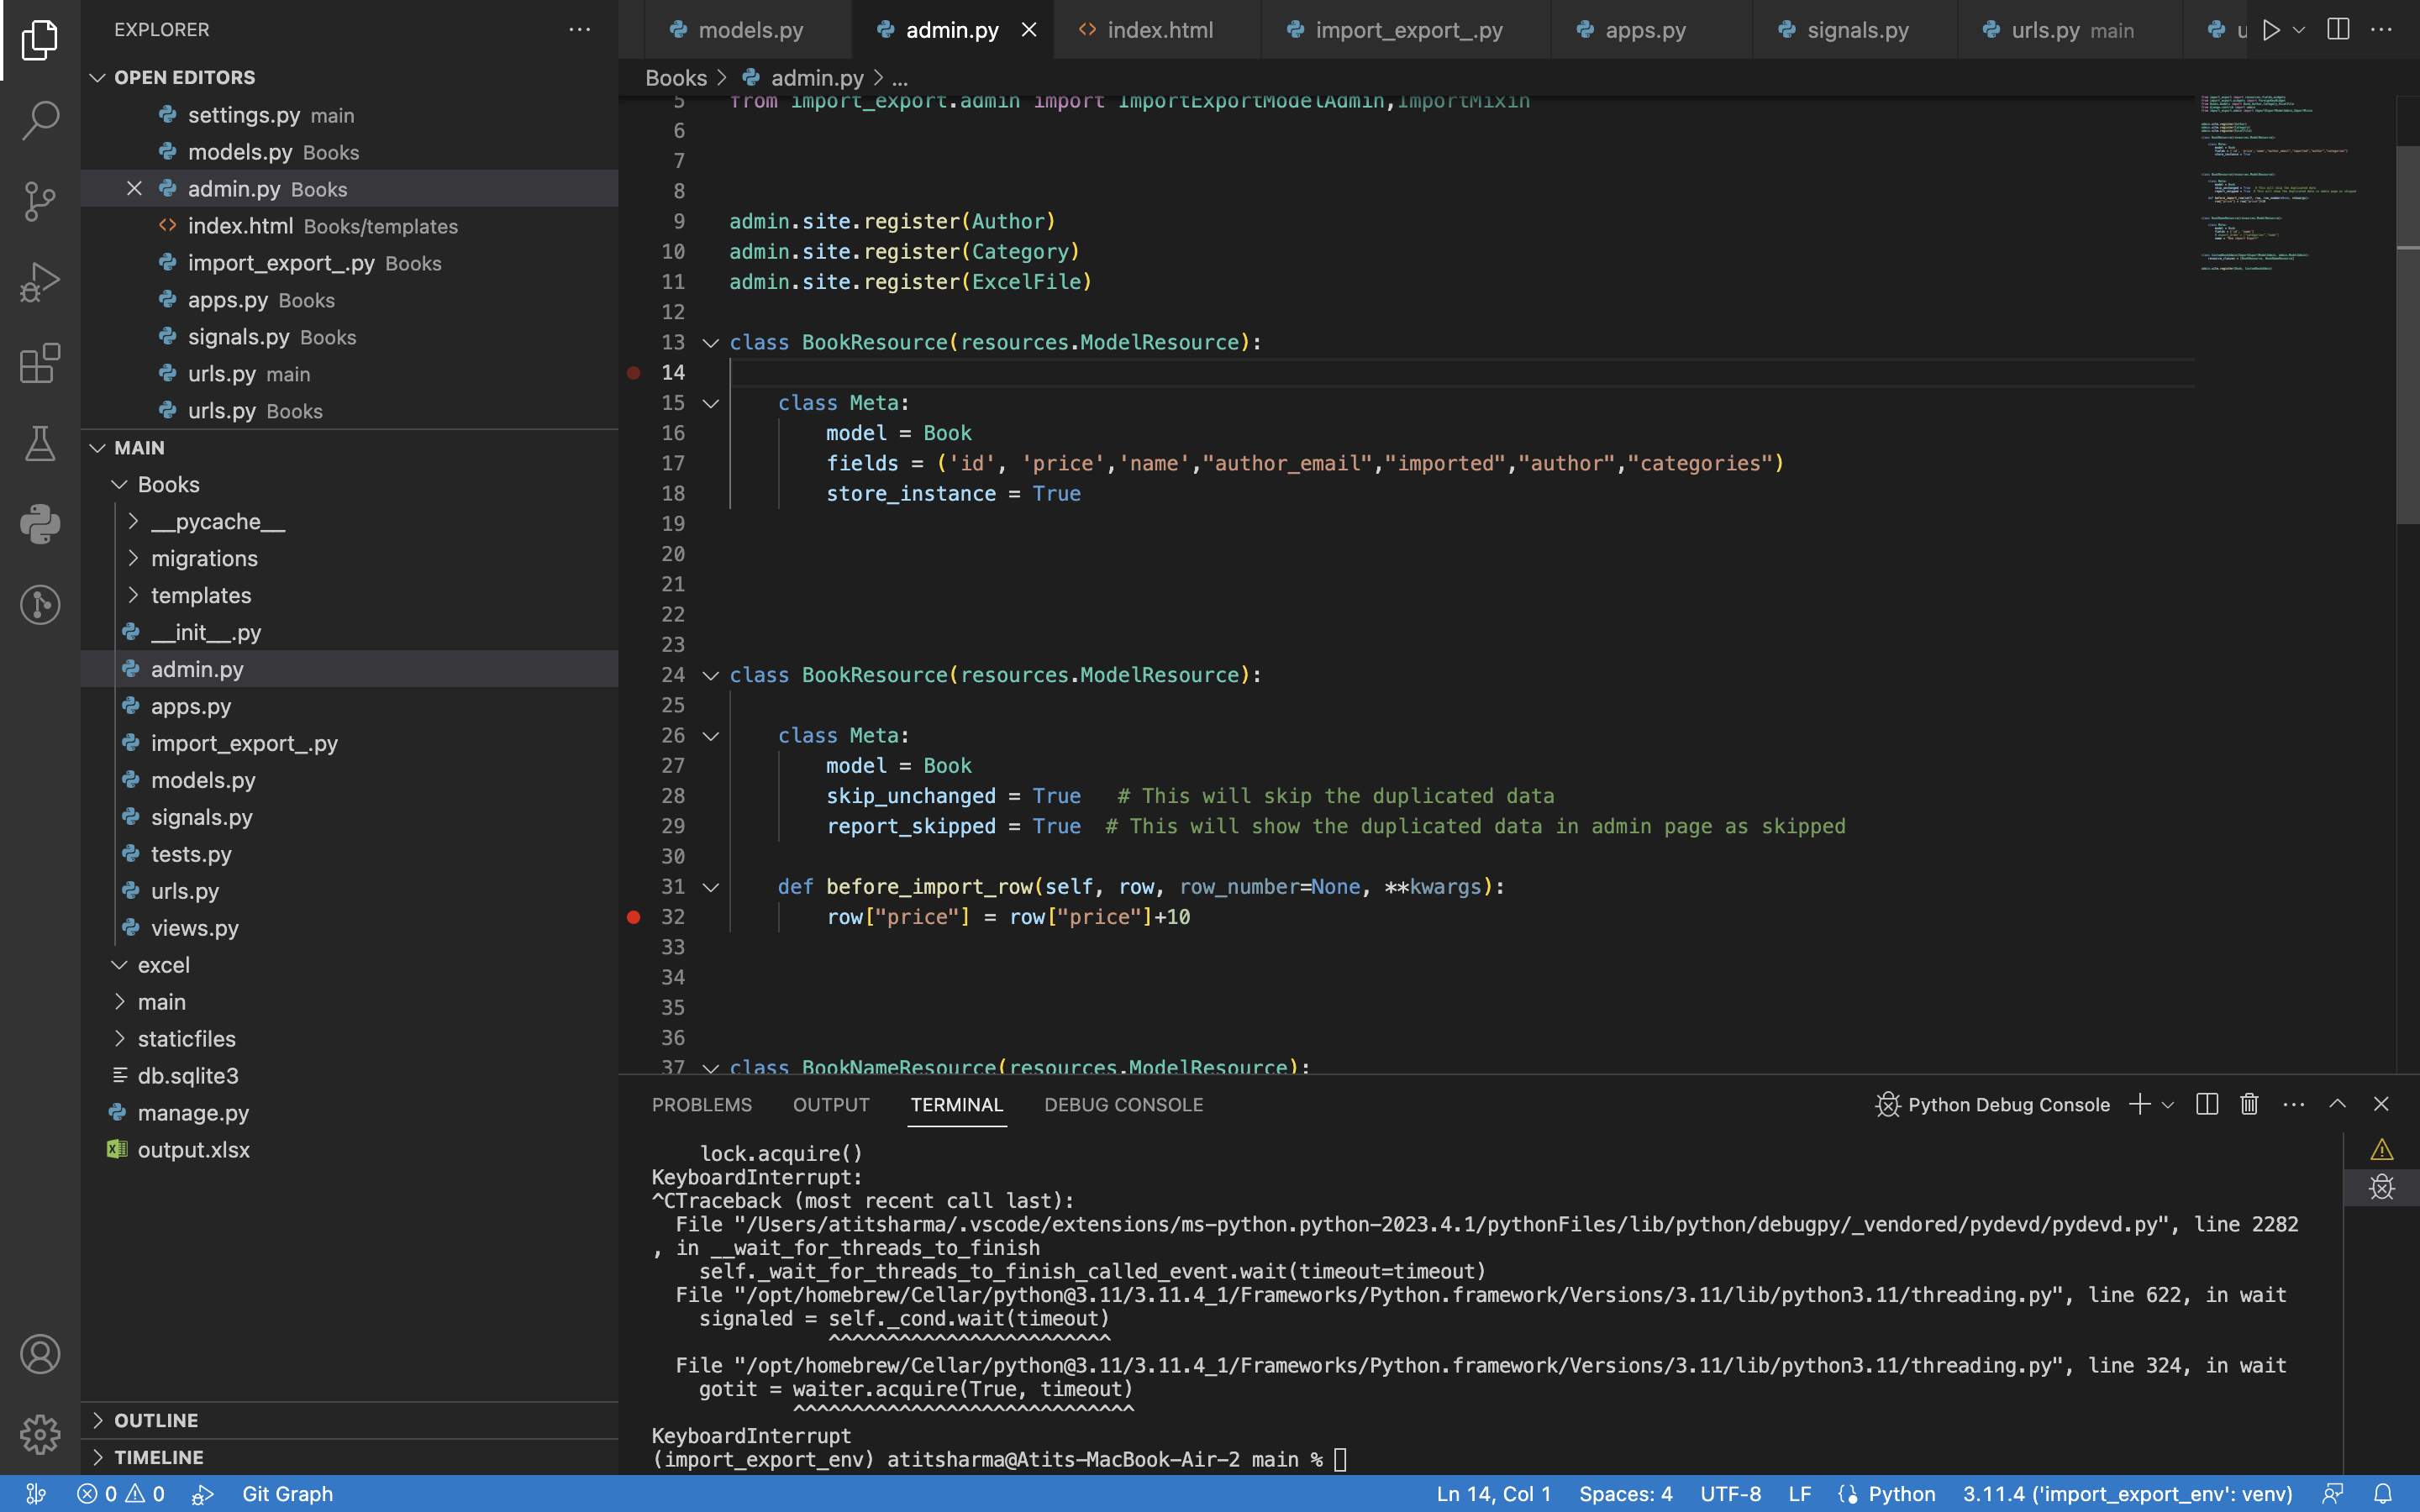 EXPLORER
OPEN EDITORS
settings.py main
models.py Books
admin.py Books
index.html Books/templates
import_export_.py Books
apps.py Books
signals.py Books
urls.py main
urls.py Books
MAIN
Books
__pycache__
migrations
templates
__init__.py
admin.py
apps.py
import_export_.py
models.py
signals.py
tests.py
urls.py
views.py
excel
main
staticfiles
db.sqlite3
manage.py
output.xlsx
OUTLINE
TIMELINE
models.py admin.py index.html import_export_.py apps.py signals.py urls.py main u
Books > admin.py > ...
5 from import_export.admin import ImportExportModelAdmin,ImportMixin
6
7
8
9 admin.site.register(Author)
10 admin.site.register(Category)
11 admin.site.register(ExcelFile)
12
13 class BookResource(resources.ModelResource):
14
15 class Meta:
16 model = Book
17 fields = ('id', 'price','name',"author_email","imported","author","categories")
18 store_instance = True
19
20
21
22
23
24 class BookResource(resources.ModelResource):
25
26 class Meta:
27 model = Book
28 skip_unchanged = True # This will skip the duplicated data
29 report_skipped = True # This will show the duplicated data in admin page as skipped
30
31 def before_import_row(self, row, row_number=None, **kwargs):
32 row["price"] = row["price"]+10
33
34
35
36
37 class BookNameResource(resources.ModelResource):
PROBLEMS OUTPUT TERMINAL DEBUG CONSOLE Python Debug Console
lock.acquire()
KeyboardInterrupt:
^CTraceback (most recent call last):
File "/Users/atitsharma/.vscode/extensions/ms-python.python-2023.4.1/pythonFiles/lib/python/debugpy/_vendored/pydevd/pydevd.py", line 2282
, in __wait_for_threads_to_finish
self._wait_for_threads_to_finish_called_event.wait(timeout=timeout)
File "/opt/homebrew/Cellar/python@3.11/3.11.4_1/Frameworks/Python.framework/Versions/3.11/lib/python3.11/threading.py", line 622, in wait
signaled = self._cond.wait(timeout)
^^^^^^^^^^^^^^^^^^^^^^^^
File "/opt/homebrew/Cellar/python@3.11/3.11.4_1/Frameworks/Python.framework/Versions/3.11/lib/python3.11/threading.py", line 324, in wait
gotit = waiter.acquire(True, timeout)
^^^^^^^^^^^^^^^^^^^^^^^^^^^^^
KeyboardInterrupt
(import_export_env) atitsharma@Atits-MacBook-Air-2 main %
0 0 Git Graph Ln 14, Col 1 Spaces: 4 UTF-8 LF Python 3.11.4 ('import_export_env': venv)